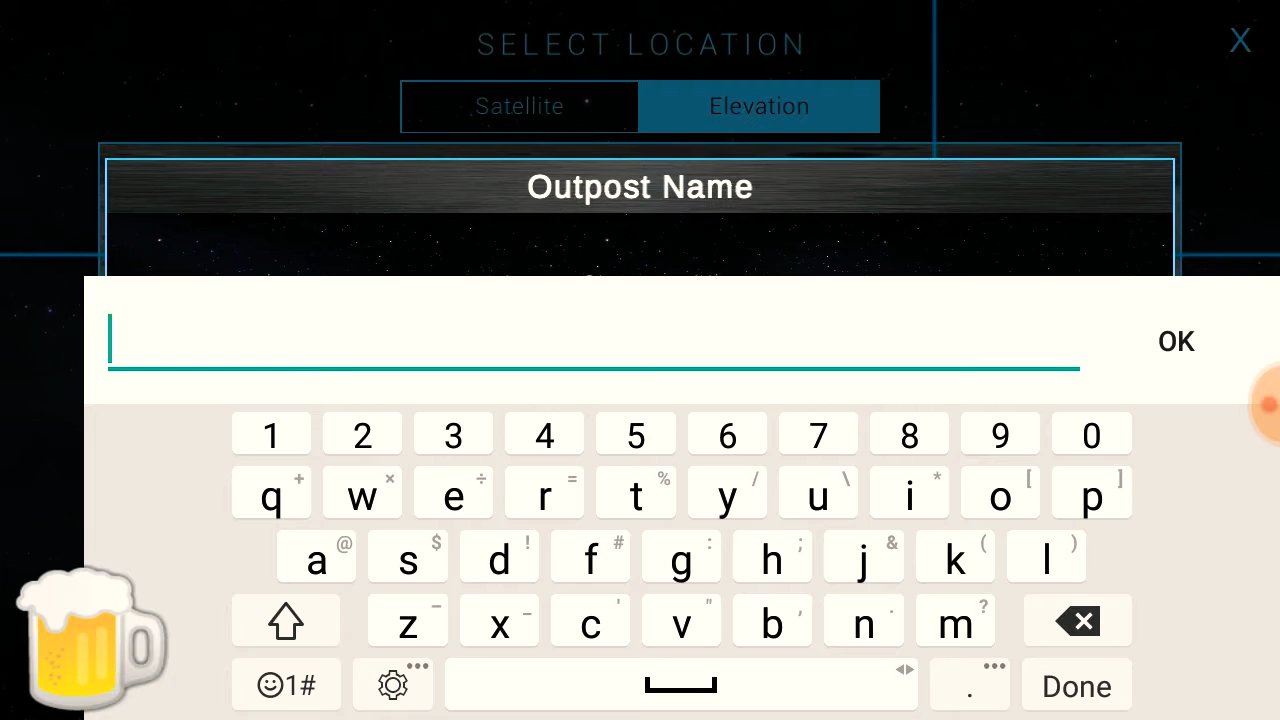 SELECT LOCATION
X
Satellite
Elevation
Outpost Name
OK
1 2 3 4 5 6 7 8 9 0
q + w × e ÷ r = t % y / u \ i * o [ p ]
a @ s $ d ! f # g : h ; j & k ( l )
z – x _ c ' v " b , n . m ?
1# ••• . ••• Done